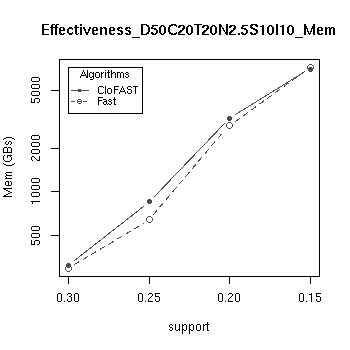 Effectiveness_D50C20T20N2.5S10I10_Mem
Algorithms
CloFAST
Fast
Mem (GBs)
5000
2000
1000
500
0.30 0.25 0.20 0.15
support